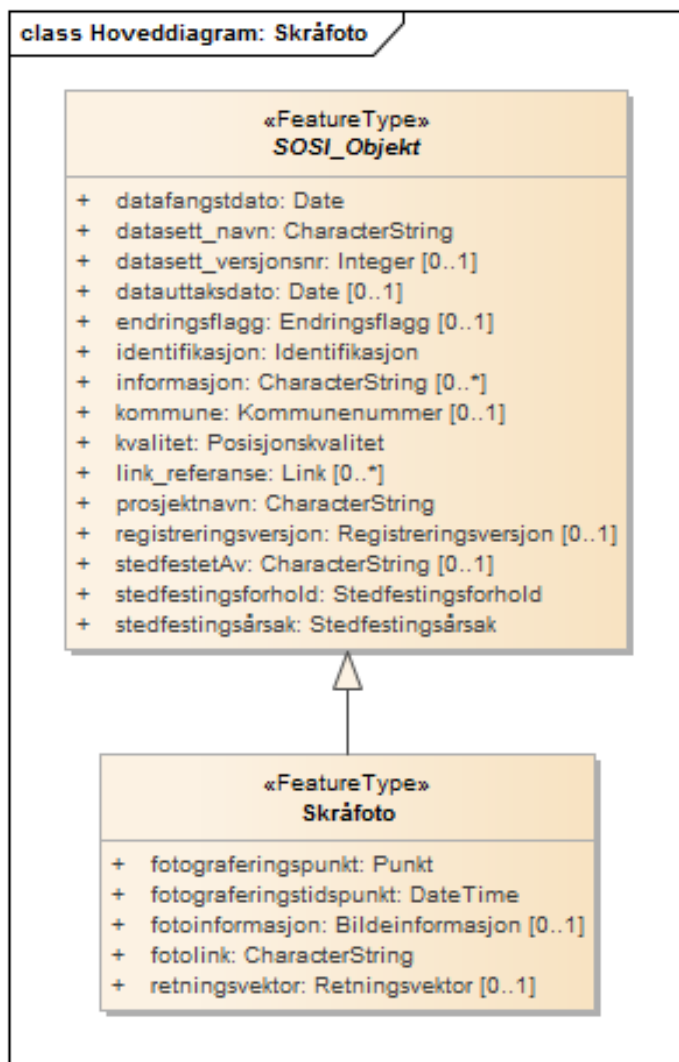 class Hoveddiagram: Skråfoto
«FeatureType»
SOSI_Objekt
+ datafangstdato: Date
+ datasett_navn: CharacterString
+ datasett_versjonsnr: Integer [0..1]
+ datauttaksdato: Date [0..1]
+ endringsflagg: Endringsflagg [0..1]
+ identifikasjon: Identifikasjon
+ informasjon: CharacterString [0..*]
+ kommune: Kommunenummer [0..1]
+ kvalitet: Posisjonskvalitet
+ link_referanse: Link [0..*]
+ prosjektnavn: CharacterString
+ registreringsversjon: Registreringsversjon [0..1]
+ stedfestetAv: CharacterString [0..1]
+ stedfestingsforhold: Stedfestingsforhold
+ stedfestingsårsak: Stedfestingsårsak
«FeatureType»
Skråfoto
+ fotograferingspunkt: Punkt
+ fotograferingstidspunkt: DateTime
+ fotoinformasjon: Bildeinformasjon [0..1]
+ fotolink: CharacterString
+ retningsvektor: Retningsvektor [0..1]